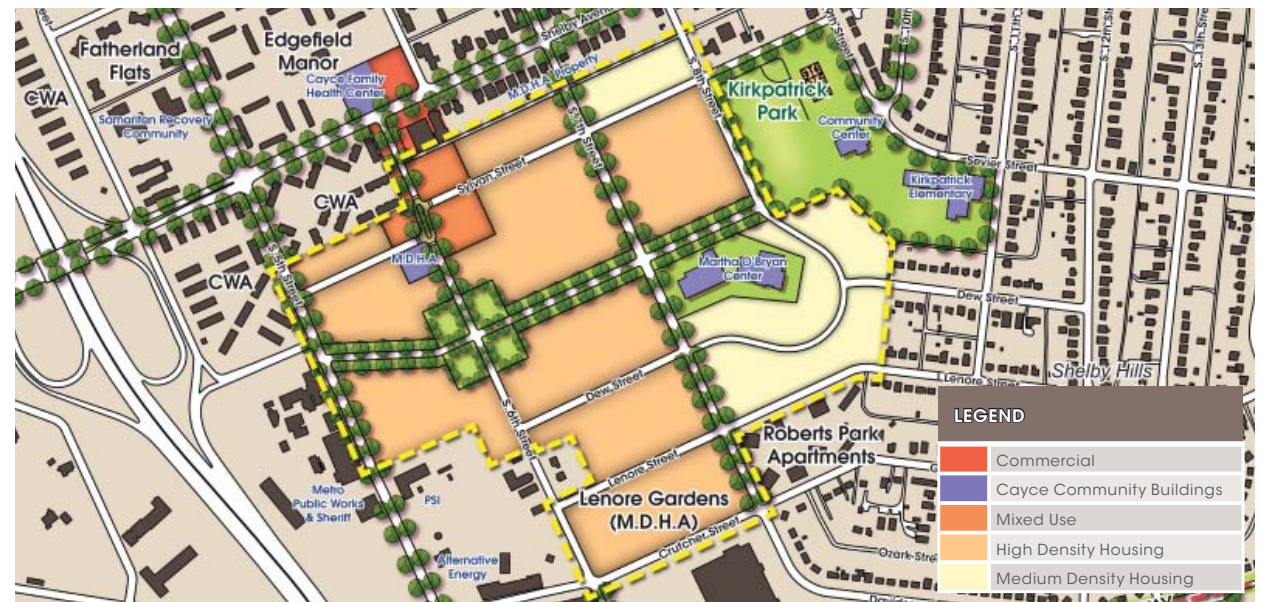 Fatherland
Flats
Edgefield
Manor
Cayce Family
Health Center
CWA
Samaritan Recovery
Community
Shelby Avenue
M.D.H.A. Property
S. 8th Street
Kirkpatrick
Park
Community
Center
Kirkpatrick
Elementary
Sevier Street
S. 7th Street
Sylvan Street
CWA
M.D.H.A.
CWA
S. 5th Street
Martha O'Bryan
Center
Dew Street
Dew Street
S. 6th Street
Lenore Street
Shelby Hills
Roberts Park
Apartments
Lenore Street
Lenore Gardens
(M.D.H.A)
Crutcher Street
Metro
Public Works
& Sheriff
PSI
Alternative
Energy
LEGEND
Commercial
Cayce Community Buildings
Mixed Use
High Density Housing
Medium Density Housing